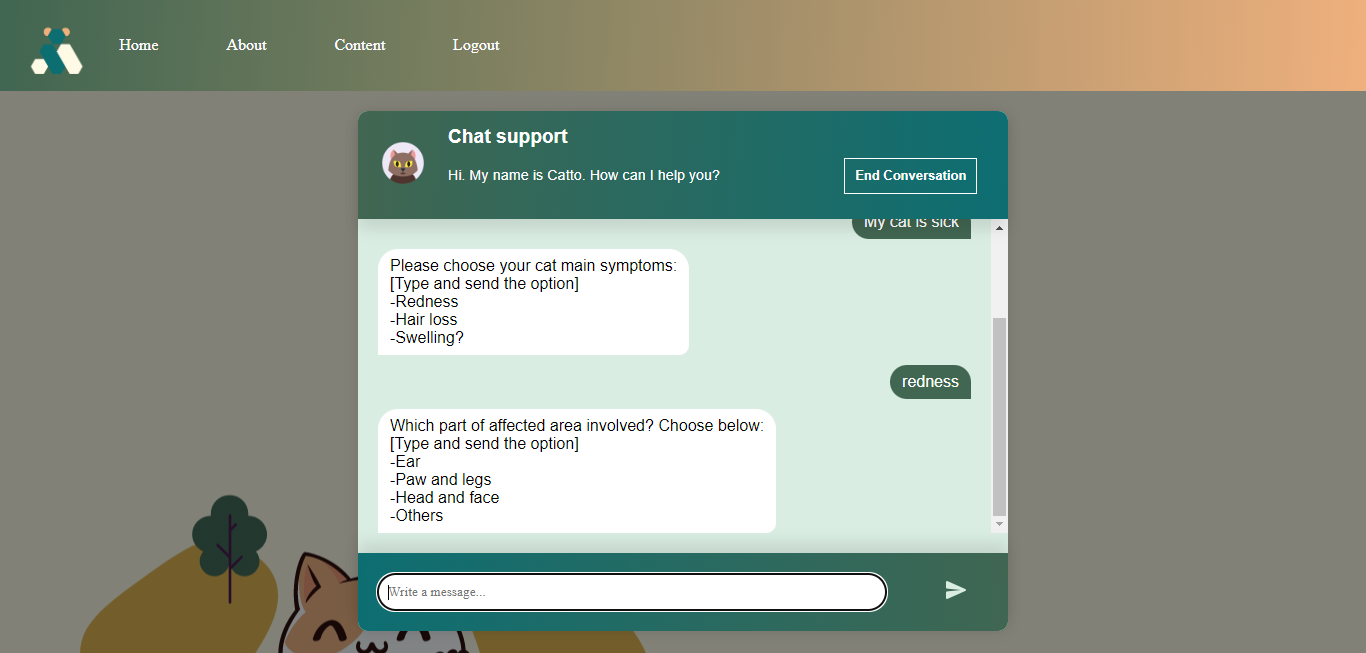 Home
About
Content
Logout
Chat support
Hi. My name is Catto. How can I help you?
End Conversation
My cat is sick
Please choose your cat main symptoms:
[Type and send the option]
-Redness
-Hair loss
-Swelling?
redness
Which part of affected area involved? Choose below:
[Type and send the option]
-Ear
-Paw and legs
-Head and face
-Others
Write a message...